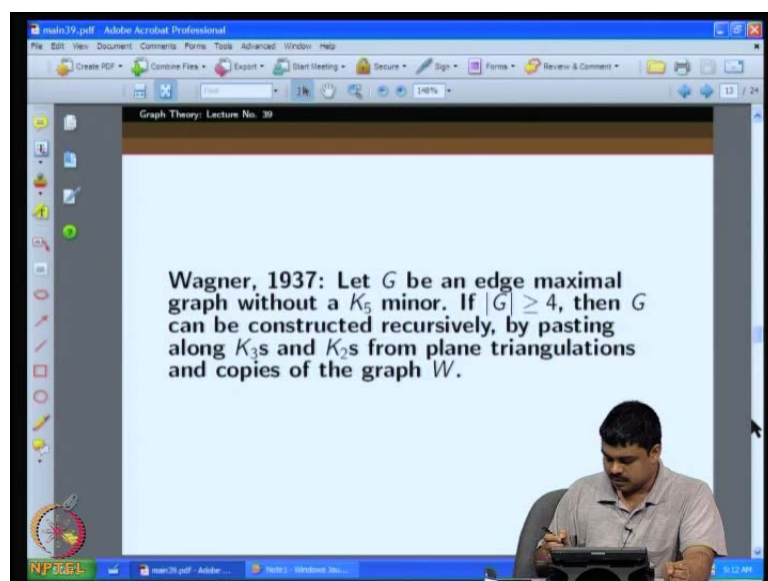 main39.pdf - Adobe Acrobat Professional
File Edit View Document Comments Forms Tools Advanced Window Help
Create PDF Combine Files Export Start Meeting Secure Sign Forms Review & Comment
Find 148% 13 / 24
Graph Theory: Lecture No. 39
Wagner, 1937: Let G be an edge maximal
graph without a K₅ minor. If |G| ≥ 4, then G
can be constructed recursively, by pasting
along K₃s and K₂s from plane triangulations
and copies of the graph W.
NPTEL
main39.pdf - Adobe ... Note1 - Windows Jou... 5:12 AM